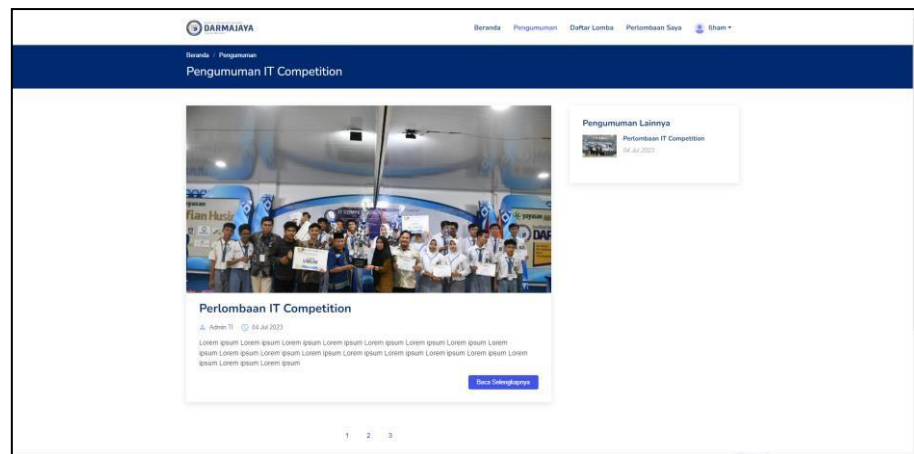 DARMAJAYA
Beranda Pengumuman Daftar Lomba Perlombaan Saya Ilham
Beranda / Pengumuman
Pengumuman IT Competition
Perlombaan IT Competition
Admin TI 04 Jul 2023
Lorem ipsum Lorem ipsum Lorem ipsum Lorem ipsum Lorem ipsum Lorem ipsum Lorem ipsum Lorem
ipsum Lorem ipsum Lorem ipsum Lorem ipsum Lorem ipsum Lorem ipsum Lorem ipsum Lorem ipsum Lorem
ipsum Lorem ipsum Lorem ipsum
Baca Selengkapnya
1 2 3
Pengumuman Lainnya
Perlombaan IT Competition
04 Jul 2023